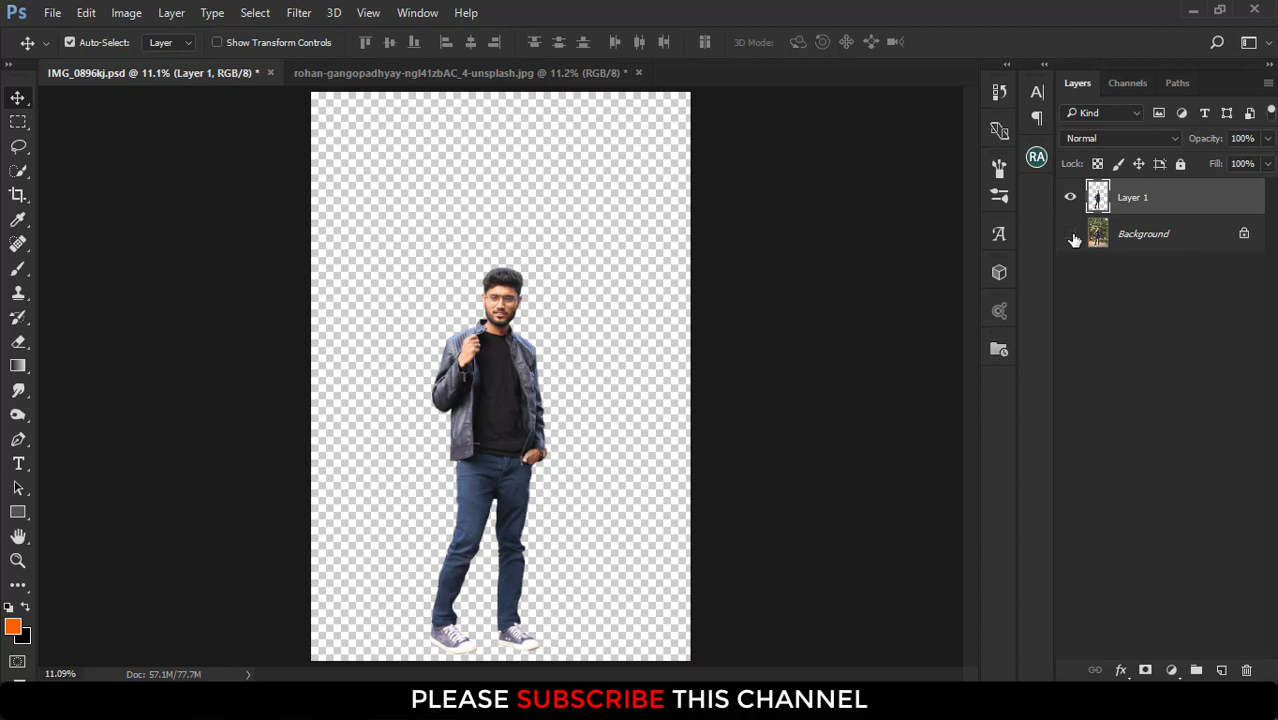 Ps File Edit Image Layer Type Select Filter 3D View Window Help
Auto-Select: Layer Show Transform Controls 3D Mode:
IMG_0896kj.psd @ 11.1% (Layer 1, RGB/8) * × rohan-gangopadhyay-ngI41zbAC_4-unsplash.jpg @ 11.2% (RGB/8) * ×
Layers Channels Paths
Kind
Normal Opacity: 100%
Lock: Fill: 100%
RA
Layer 1
Background
11.09% Doc: 57.1M/77.7M
PLEASE SUBSCRIBE THIS CHANNEL